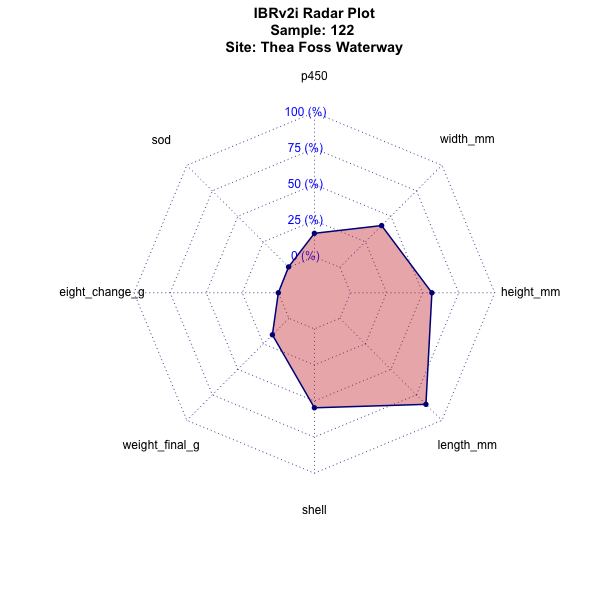 IBRv2i Radar Plot
Sample: 122
Site: Thea Foss Waterway
p450
100 (%)
sod
width_mm
75 (%)
50 (%)
25 (%)
0 (%)
eight_change_g
height_mm
weight_final_g
length_mm
shell